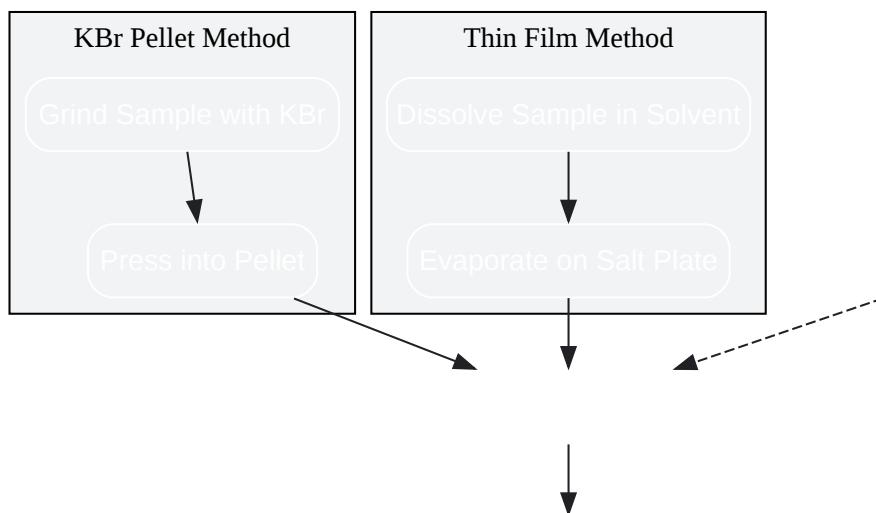 KBr Pellet Method
Thin Film Method
Grind Sample with KBr
Dissolve Sample in Solvent
Press into Pellet
Evaporate on Salt Plate